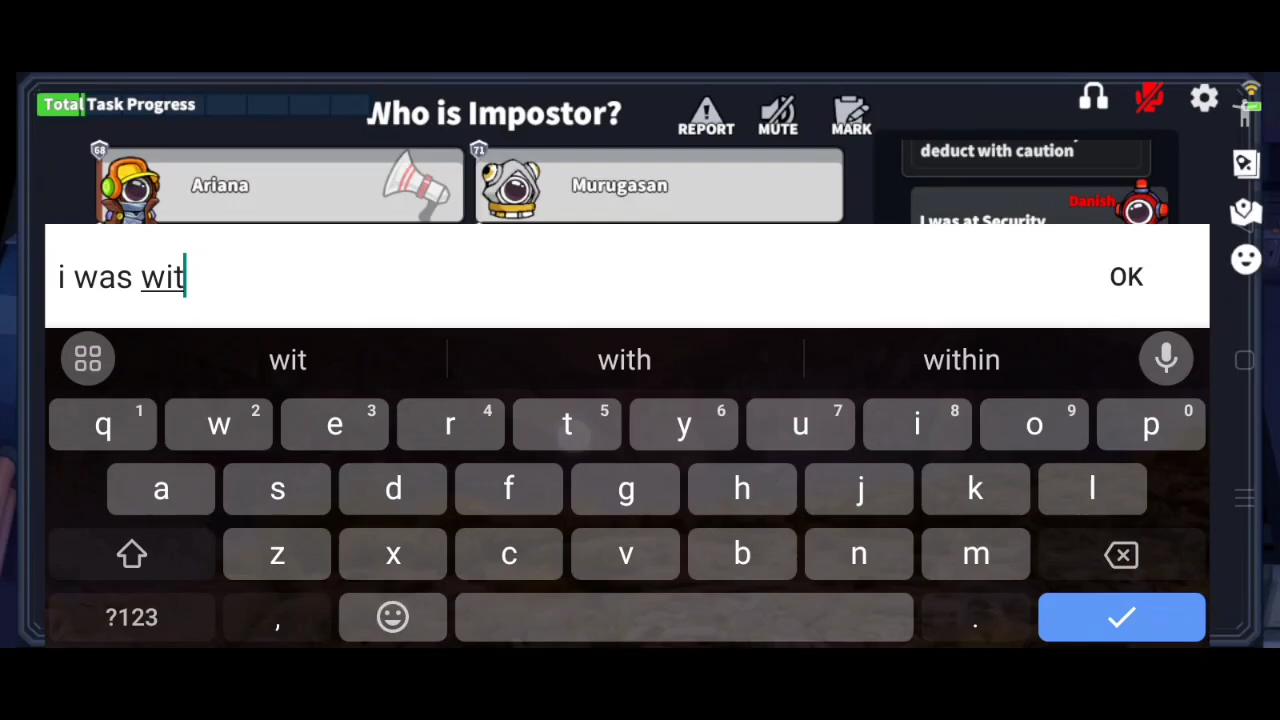 Total Task Progress
Who is Impostor?
REPORT
MUTE
MARK
68
Ariana
71
Murugasan
deduct with caution
Danish
I was at Security
i was wit
OK
wit
with
within
q 1 w 2 e 3 r 4 t 5 y 6 u 7 i 8 o 9 p 0
a s d f g h j k l
z x c v b n m
?123 , .